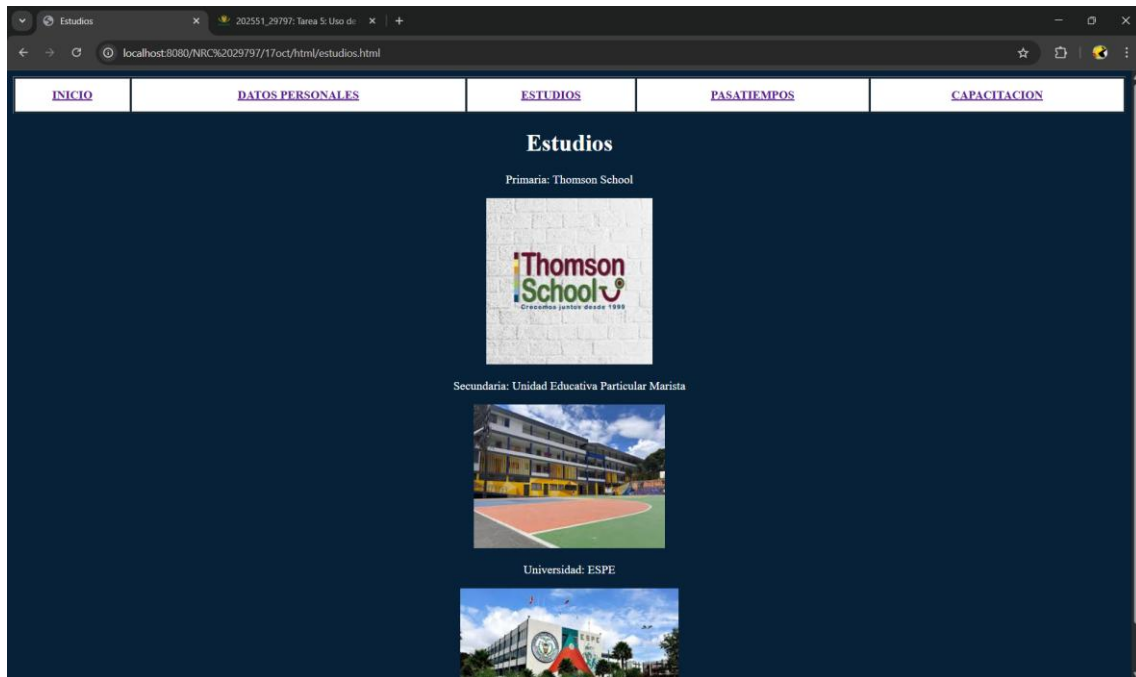 Estudios
202551_29797: Tarea 5: Uso de
localhost:8080/NRC%2029797/17oct/html/estudios.html
INICIO
DATOS PERSONALES
ESTUDIOS
PASATIEMPOS
CAPACITACION
Estudios
Primaria: Thomson School
Thomson
School
Crecemos juntos desde 1999
Secundaria: Unidad Educativa Particular Marista
Universidad: ESPE
ESPE